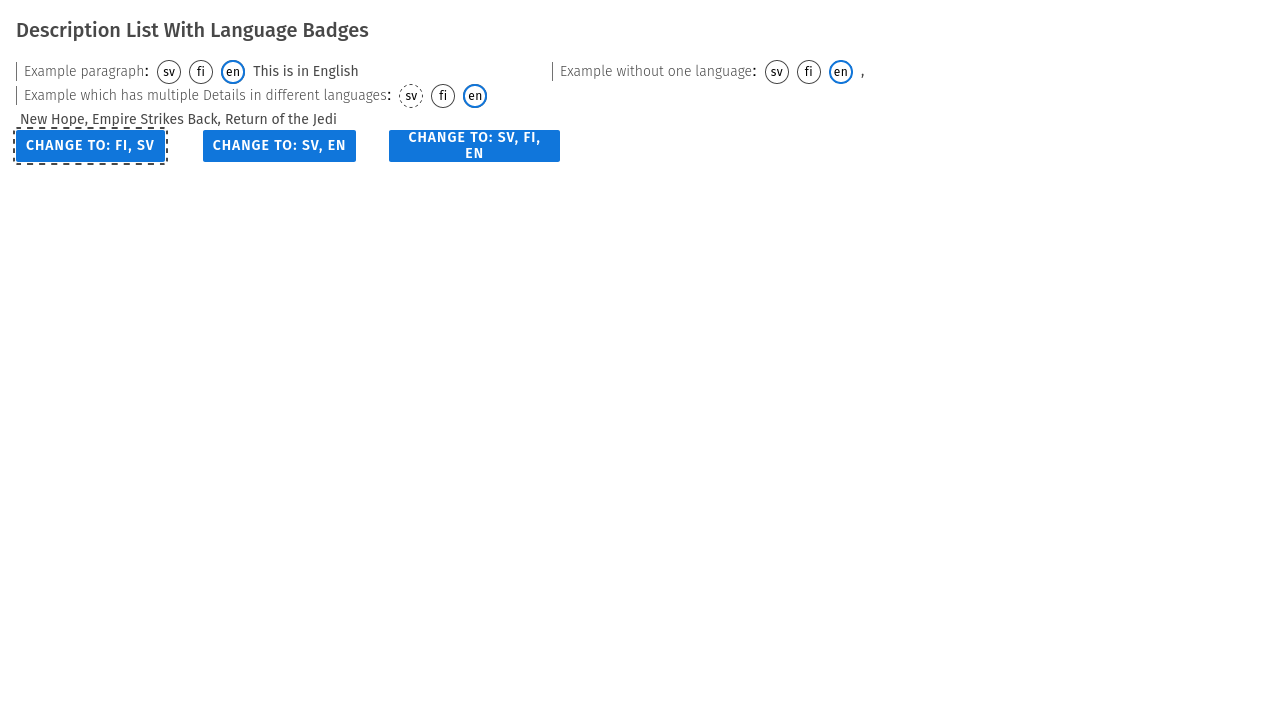 Description List With Language Badges
Example paragraph: sv fi en This is in English
Example without one language: sv fi en ,
Example which has multiple Details in different languages: sv fi en
New Hope, Empire Strikes Back, Return of the Jedi
CHANGE TO: FI, SV
CHANGE TO: SV, EN
CHANGE TO: SV, FI,
EN